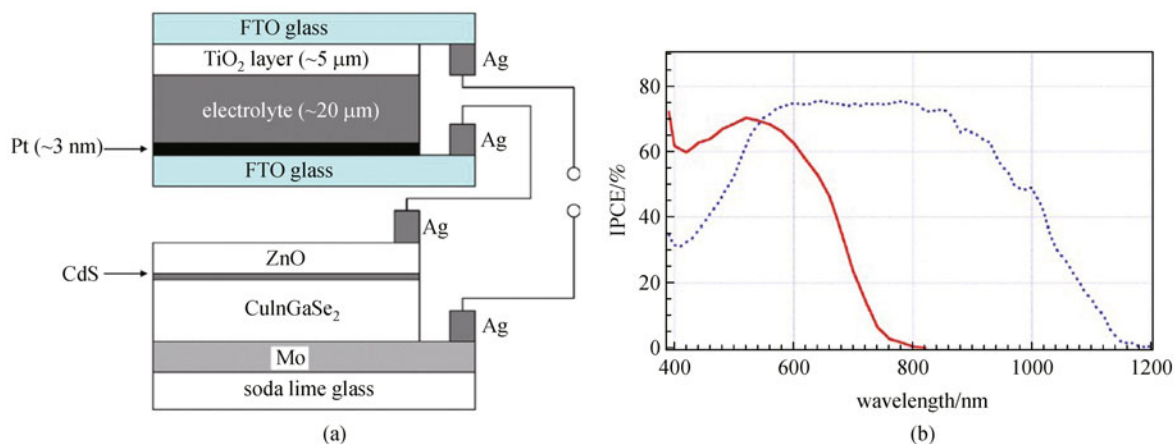 FTO glass
TiO₂ layer (~5 μm)
Ag
electrolyte (~20 μm)
Pt (~3 nm)
Ag
FTO glass
Ag
ZnO
CdS
CuInGaSe₂
Ag
Mo
soda lime glass
(a)
IPCE/%
80
60
40
20
0
400
600
800
1000
1200
wavelength/nm
(b)